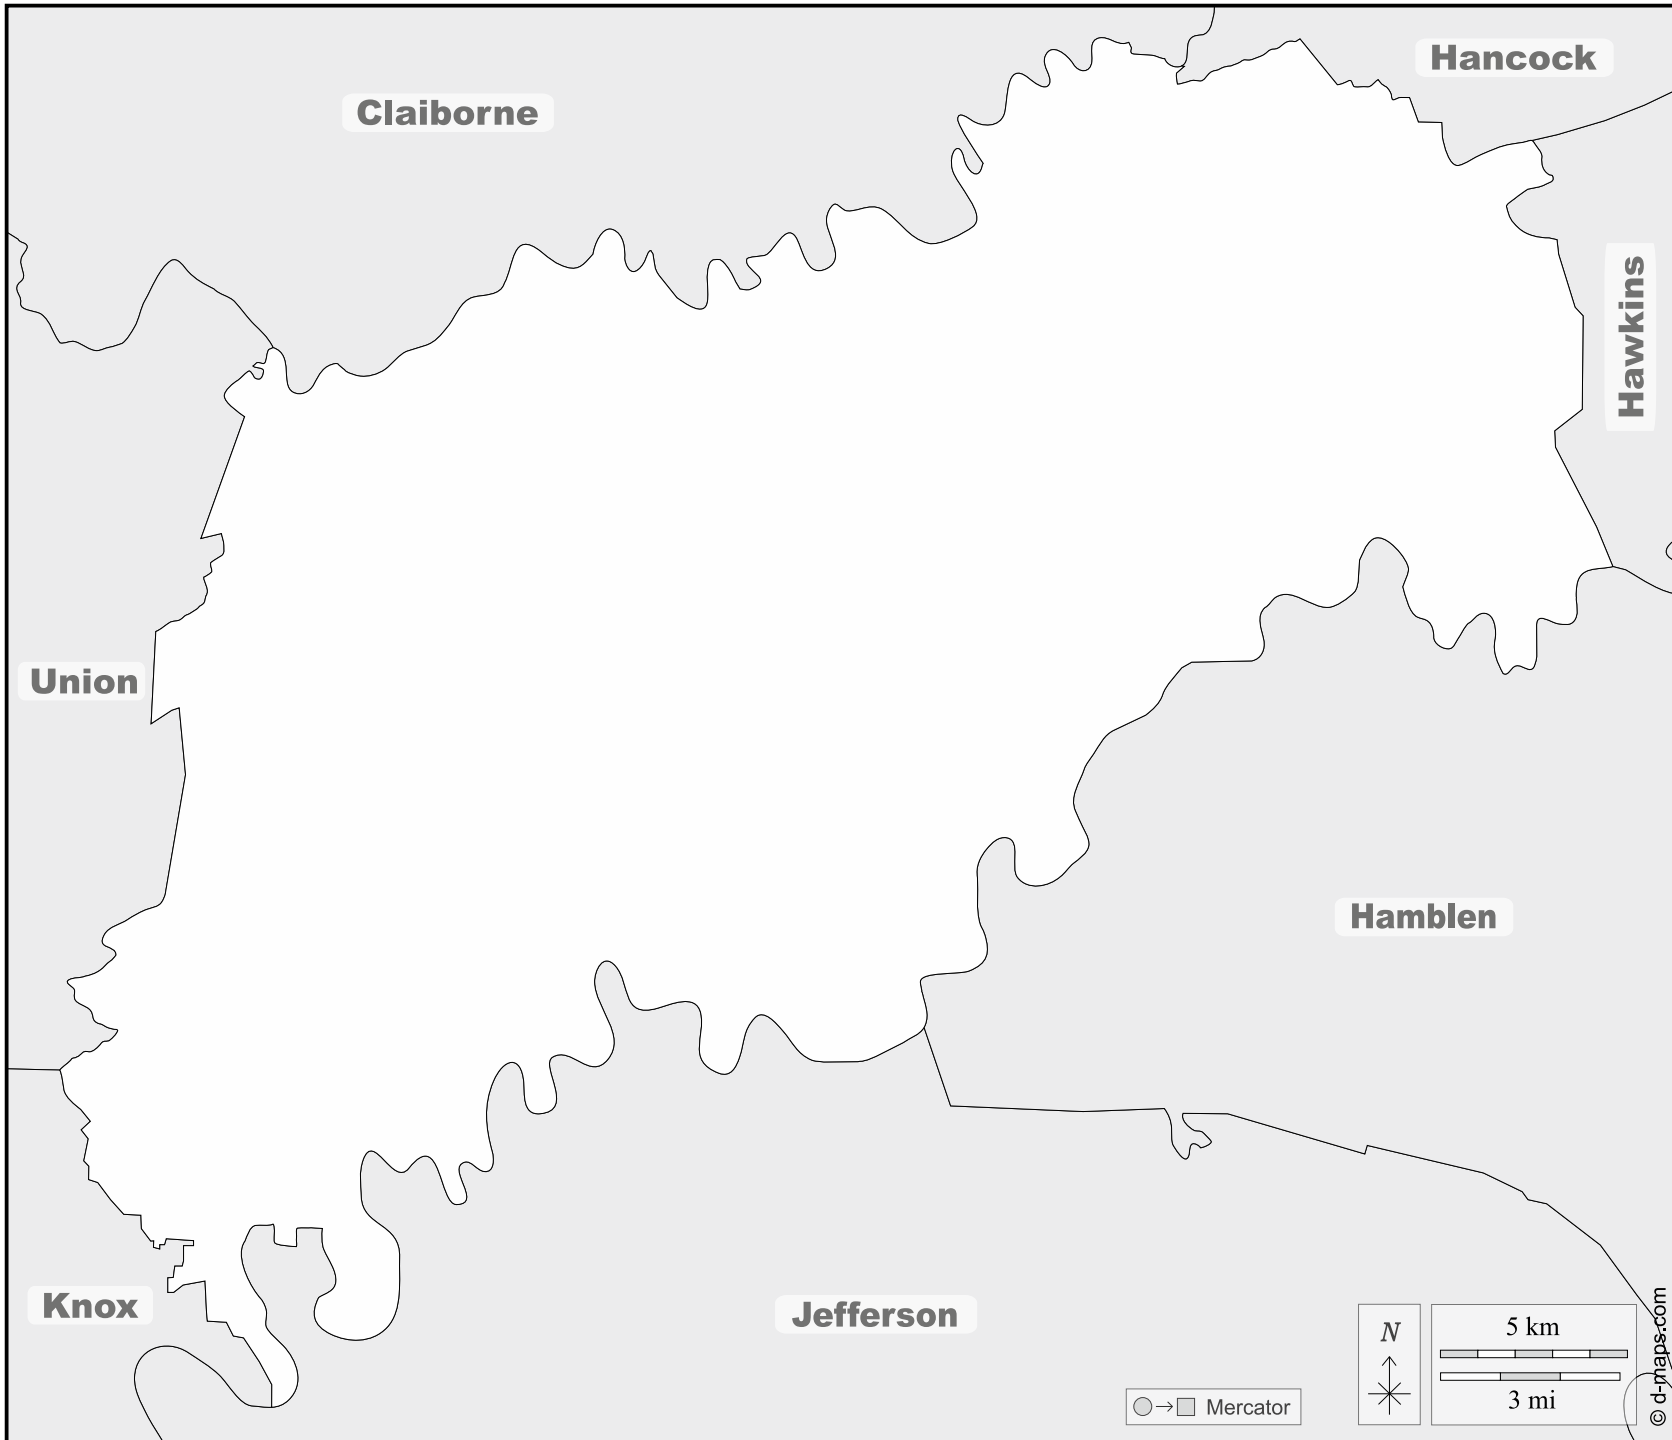 Hancock
Claiborne
Hawkins
Union
Hamblen
Knox
Jefferson
N
5 km
3 mi
Mercator
© d-maps.com